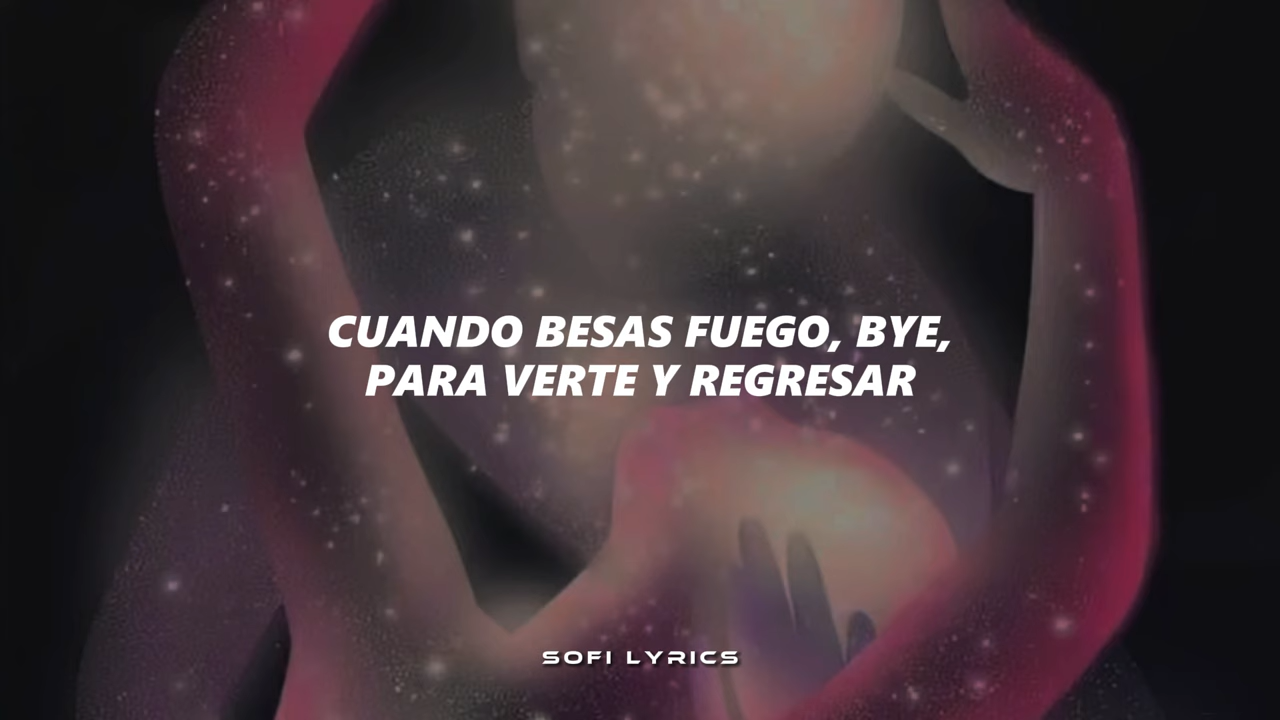 CUANDO BESAS FUEGO, BYE,
PARA VERTE Y REGRESAR
SOFI LYRICS